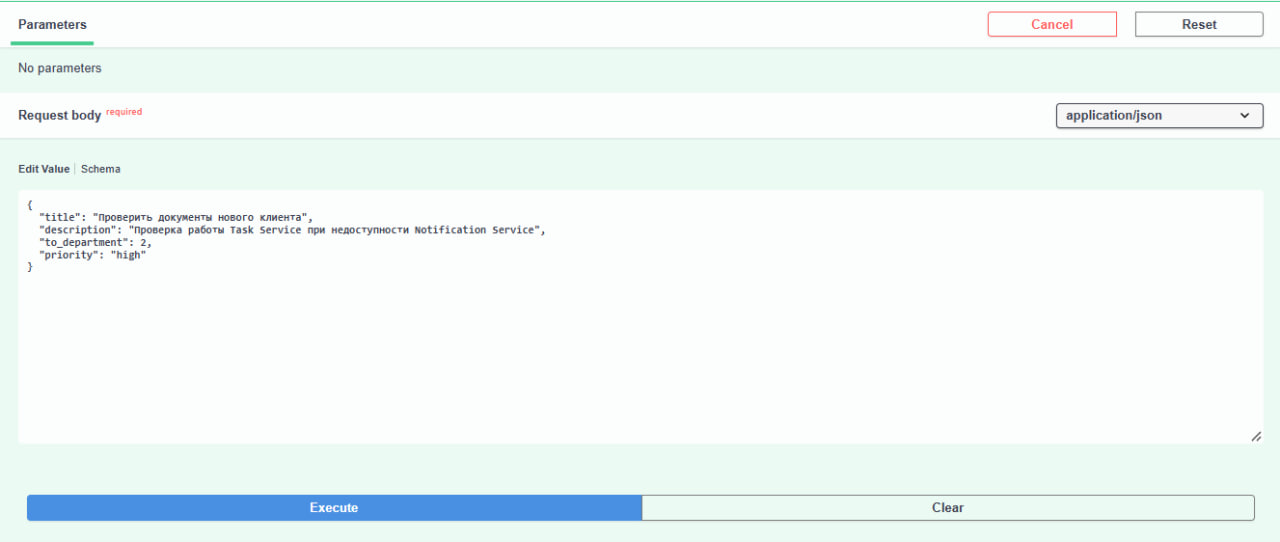 Parameters
Cancel
Reset
No parameters
Request body required
application/json
Edit Value | Schema
{
  "title": "Проверить документы нового клиента",
  "description": "Проверка работы Task Service при недоступности Notification Service",
  "to_department": 2,
  "priority": "high"
}
Execute
Clear